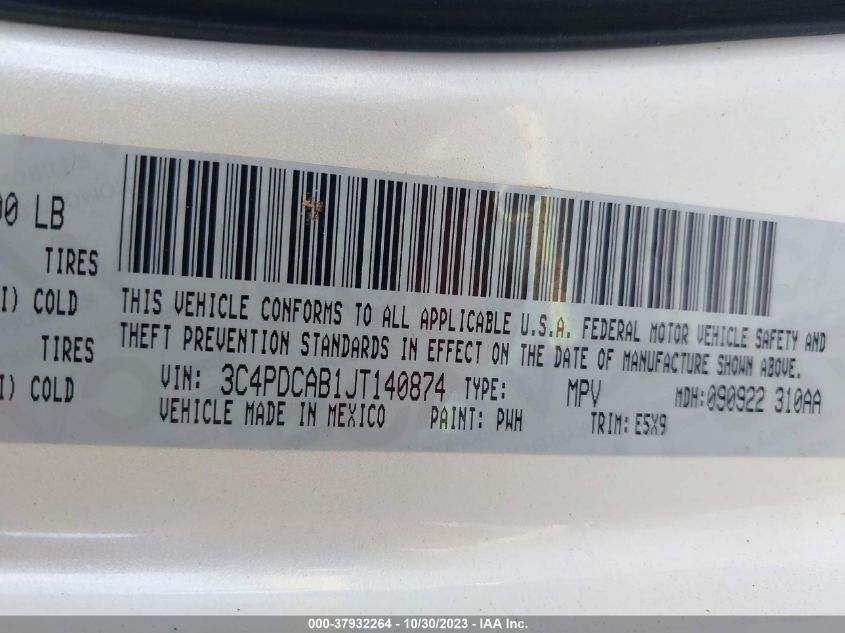 00 LB
TIRES
I) COLD
TIRES
I) COLD
THIS VEHICLE CONFORMS TO ALL APPLICABLE U.S.A. FEDERAL MOTOR VEHICLE SAFETY AND
THEFT PREVENTION STANDARDS IN EFFECT ON THE DATE OF MANUFACTURE SHOWN ABOVE.
VIN: 3C4PDCAB1JT140874 TYPE: MPV MDH:090922 310AA
VEHICLE MADE IN MEXICO PAINT: PWH TRIM: E5X9
000-37932264 - 10/30/2023 - IAA Inc.